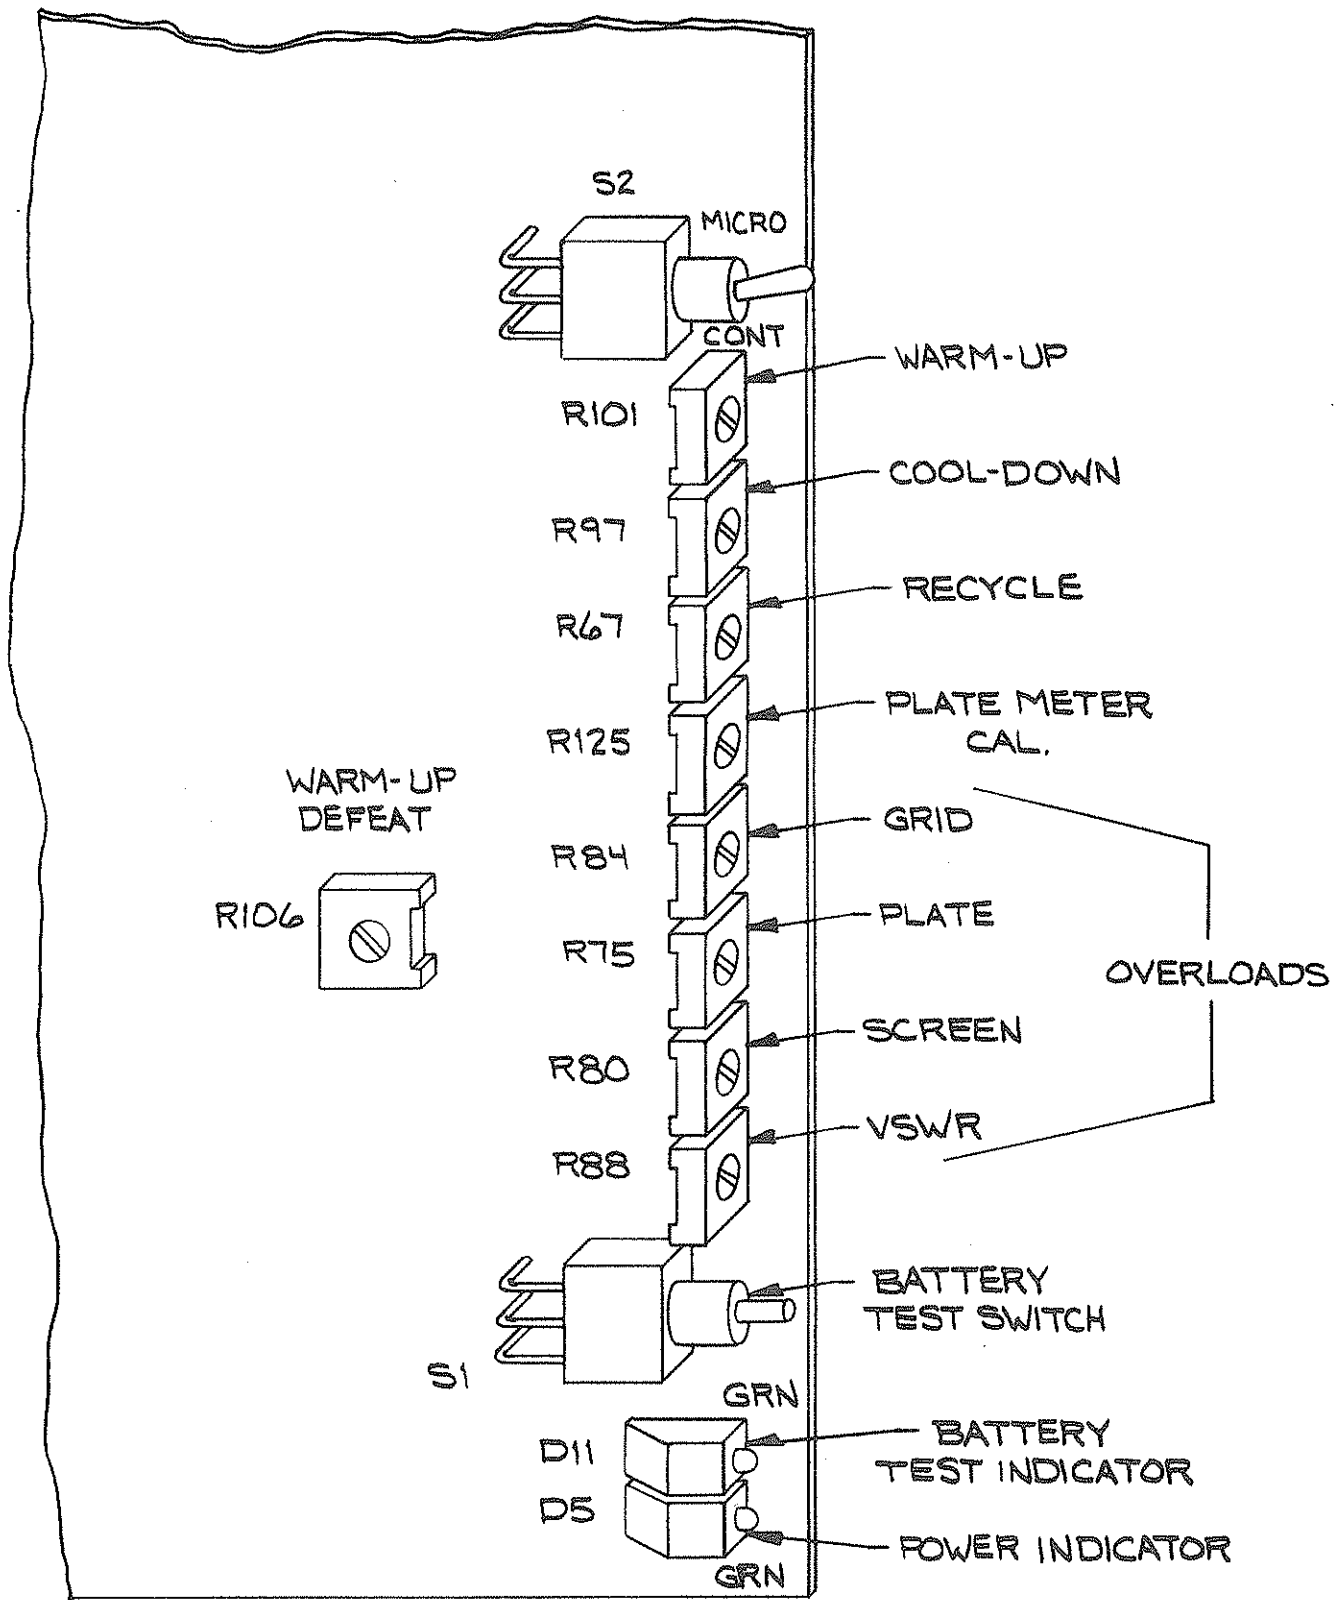 S2
MICRO
CONT
WARM-UP
R101
COOL-DOWN
R97
RECYCLE
R67
PLATE METER
CAL.
R125
WARM-UP
DEFEAT
R106
GRID
R84
PLATE
R75
OVERLOADS
SCREEN
R80
VSWR
R88
BATTERY
TEST SWITCH
S1
GRN
D11
BATTERY
TEST INDICATOR
D5
POWER INDICATOR
GRN